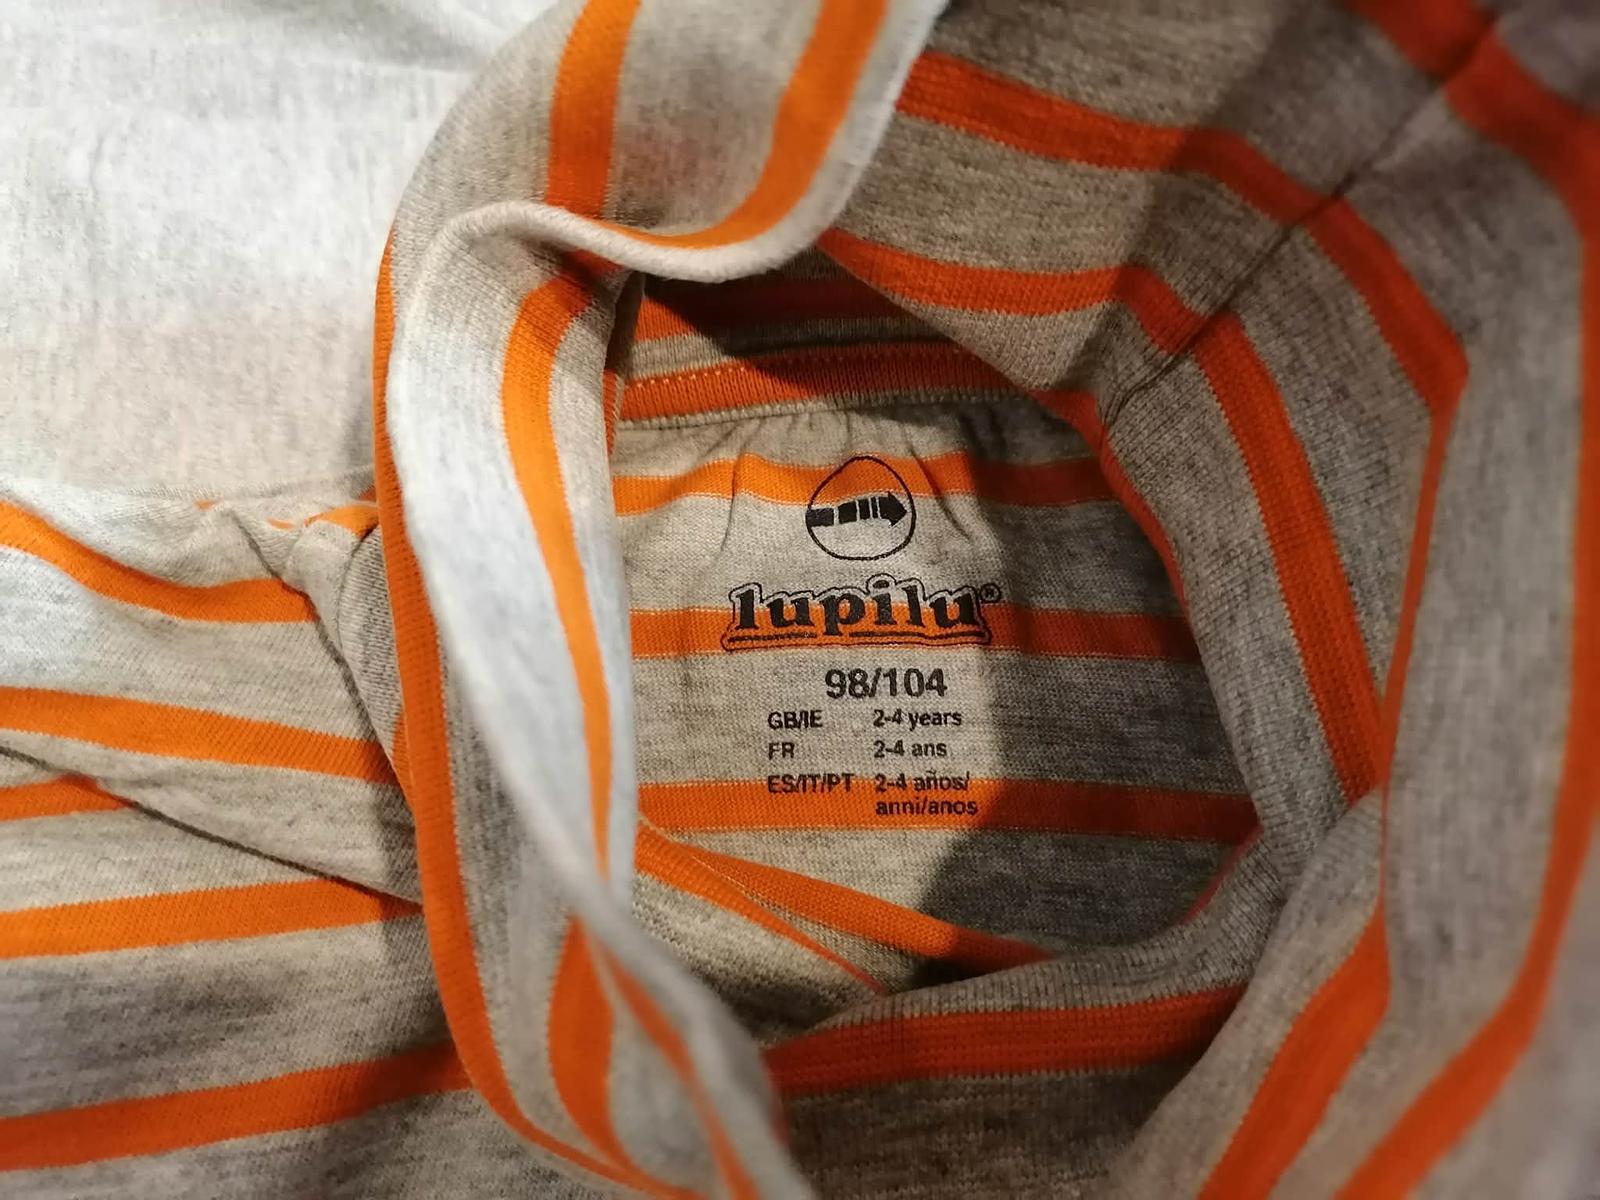 lupilu®
98/104
GB/IE 2-4 years
FR 2-4 ans
ES/IT/PT 2-4 años/
anni/anos